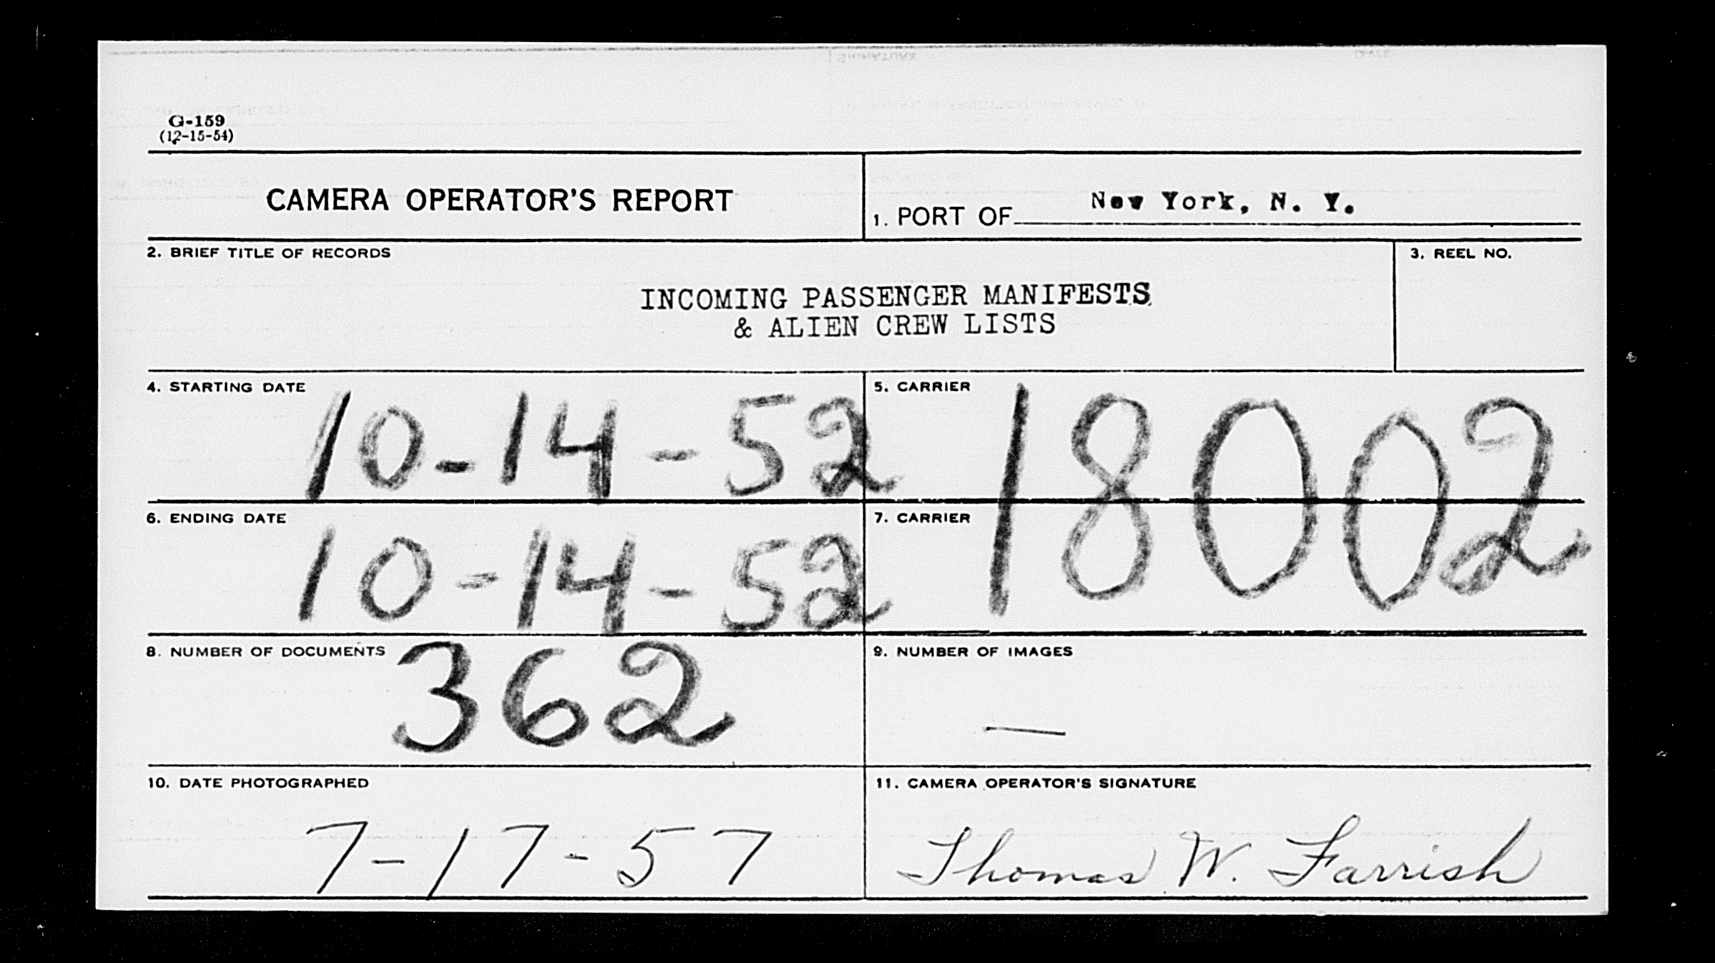 G-159
(12-15-54)
CAMERA OPERATOR'S REPORT
1. PORT OF New York, N. Y.
2. BRIEF TITLE OF RECORDS
INCOMING PASSENGER MANIFESTS
& ALIEN CREW LISTS
3. REEL NO.
4. STARTING DATE
10-14-52
5. CARRIER
18002
6. ENDING DATE
10-14-52
7. CARRIER
8. NUMBER OF DOCUMENTS
362
9. NUMBER OF IMAGES
—
10. DATE PHOTOGRAPHED
7-17-57
11. CAMERA OPERATOR'S SIGNATURE
Thomas W. Farrish